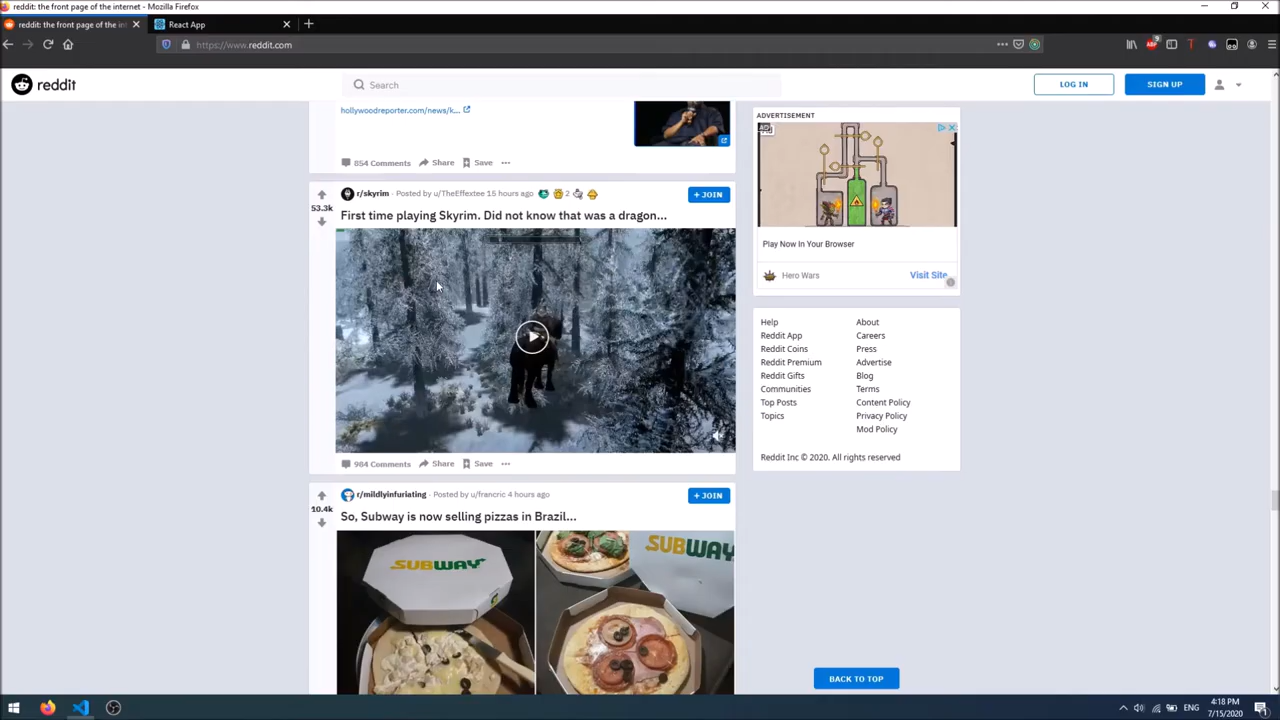 reddit: the front page of the internet - Mozilla Firefox
reddit: the front page of the in
React App
https://www.reddit.com
9
ABP
T
reddit
Search
LOG IN
SIGN UP
hollywoodreporter.com/news/k...
854 Comments
Share
Save
ADVERTISEMENT
AD
Play Now In Your Browser
Hero Wars
Visit Site
53.3k
r/skyrim
Posted by u/TheEffextee 15 hours ago
2
+ JOIN
First time playing Skyrim. Did not know that was a dragon...
984 Comments
Share
Save
Help
Reddit App
Reddit Coins
Reddit Premium
Reddit Gifts
Communities
Top Posts
Topics
About
Careers
Press
Advertise
Blog
Terms
Content Policy
Privacy Policy
Mod Policy
Reddit Inc © 2020. All rights reserved
10.4k
r/mildlyinfuriating
Posted by u/francric 4 hours ago
+ JOIN
So, Subway is now selling pizzas in Brazil...
SUBWAY
SUBWAY
BACK TO TOP
ENG
4:18 PM
7/15/2020
1